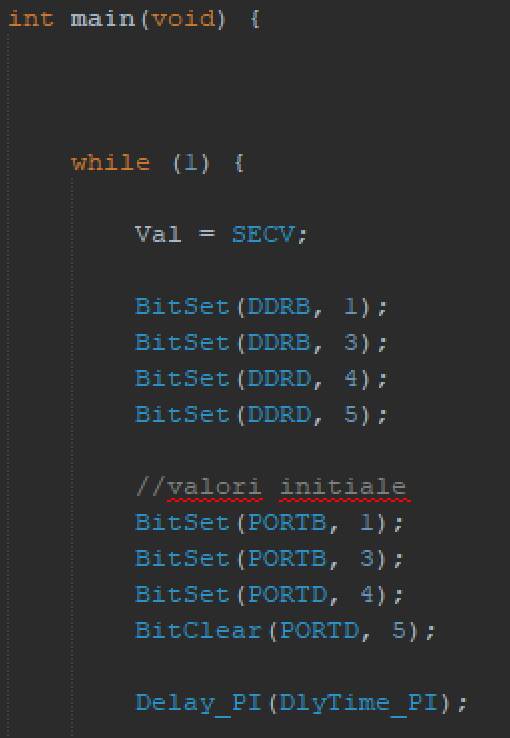 int main(void) {
while (1) {
Val = SECV;
BitSet(DDRB, 1);
BitSet(DDRB, 3);
BitSet(DDRD, 4);
BitSet(DDRD, 5);
//valori initiale
BitSet(PORTB, 1);
BitSet(PORTB, 3);
BitSet(PORTD, 4);
BitClear(PORTD, 5);
Delay_PI(DlyTime_PI);